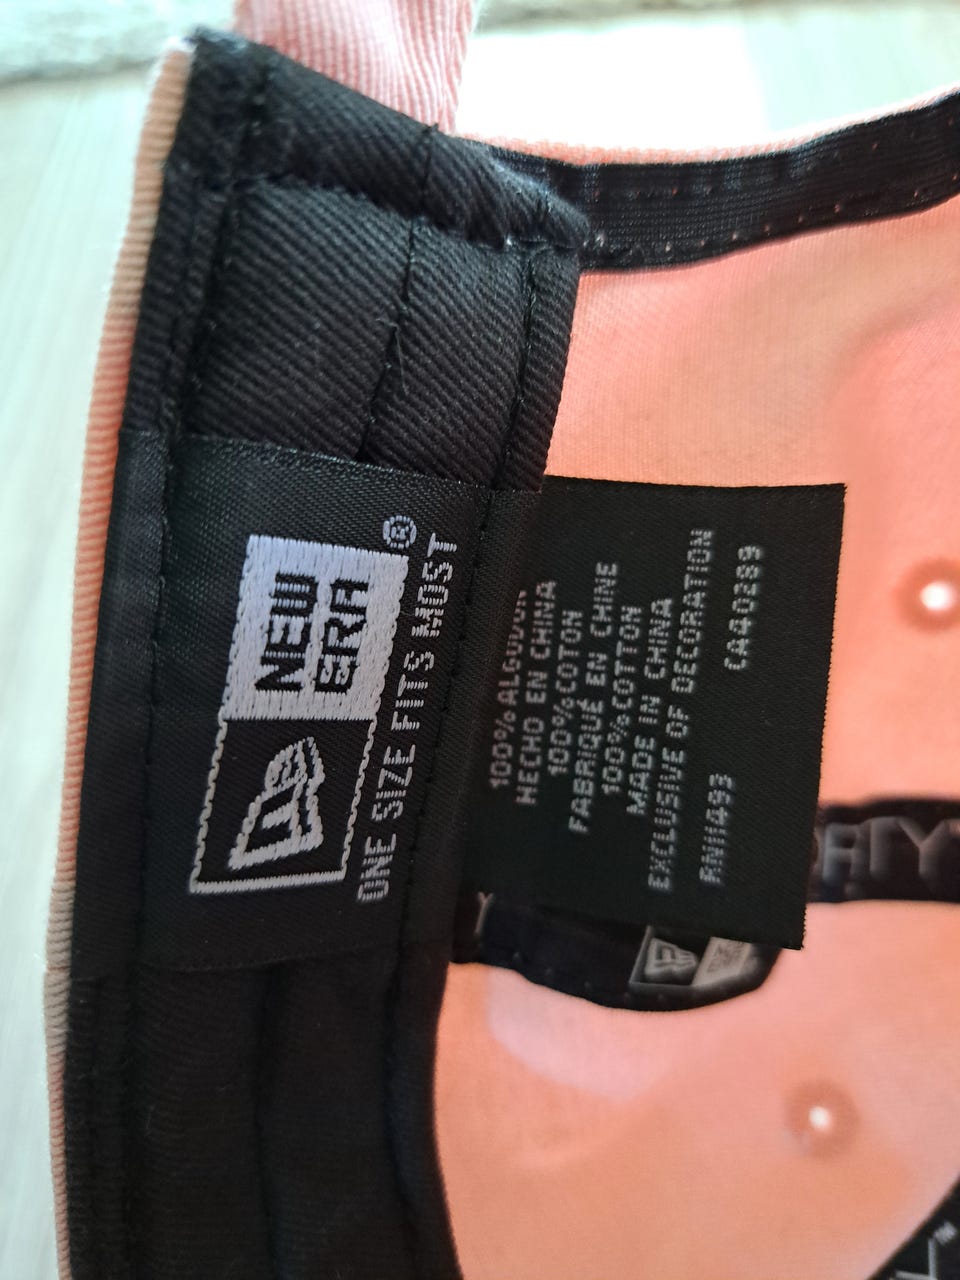 NEW
ERA
®
ONE SIZE FITS MOST
100% ALGODON
HECHO EN CHINA
100% COTON
FABRIQUÉ EN CHINE
100% COTTON
MADE IN CHINA
EXCLUSIVE OF DECORATION
RN11493 CA40289